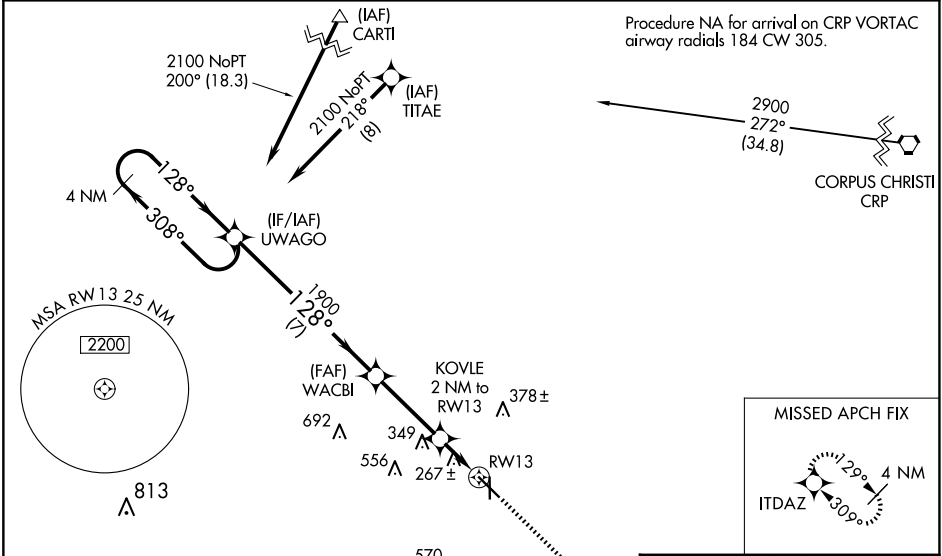 (IAF)
CARTI
Procedure NA for arrival on CRP VORTAC
airway radials 184 CW 305.
2100 NoPT
200° (18.3)
2100 NoPT
218°
(8)
(IAF)
TITAE
2900
272°
(34.8)
CORPUS CHRISTI
CRP
4 NM
128°
308°
(IF/IAF)
UWAGO
1900
128°
(7)
MSA RW13 25 NM
2200
(FAF)
WACBI
KOVLE
2 NM to
RW13
378 ±
692
349
556
267 ±
RW13
813
MISSED APCH FIX
129°
4 NM
ITDAZ
309°
570